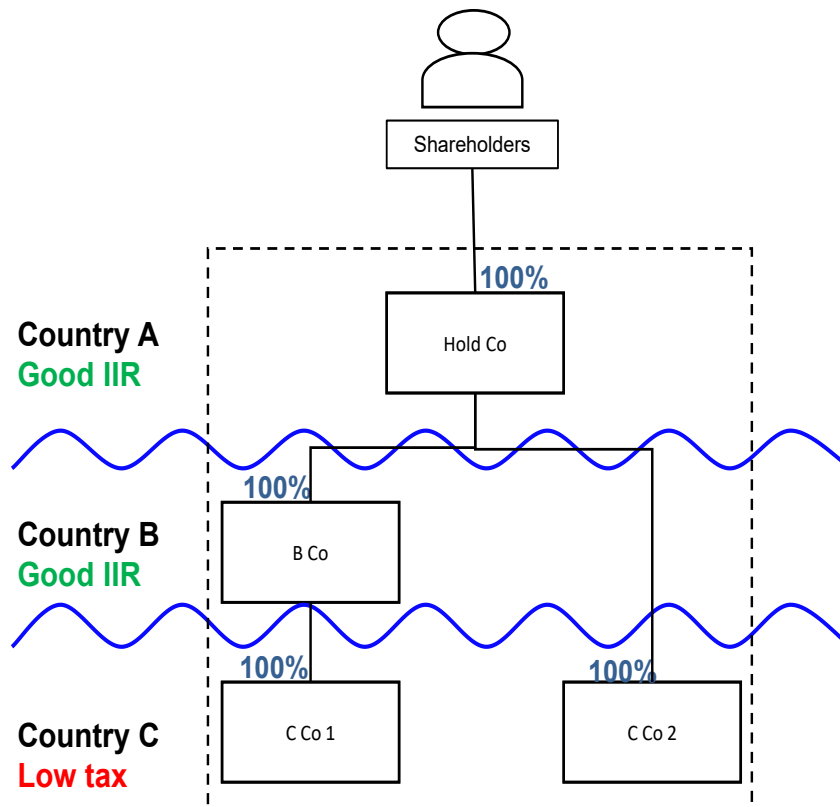 Shareholders
100%
Country A
Good IIR
Hold Co
100%
Country B
Good IIR
B Co
100%
100%
Country C
Low tax
C Co 1
C Co 2